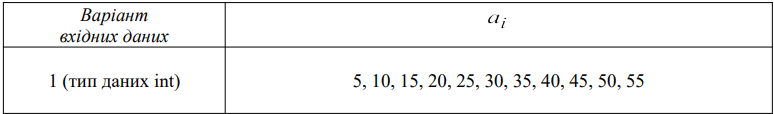 Варіант
вхідних даних
a_i
1 (тип даних int)
5, 10, 15, 20, 25, 30, 35, 40, 45, 50, 55